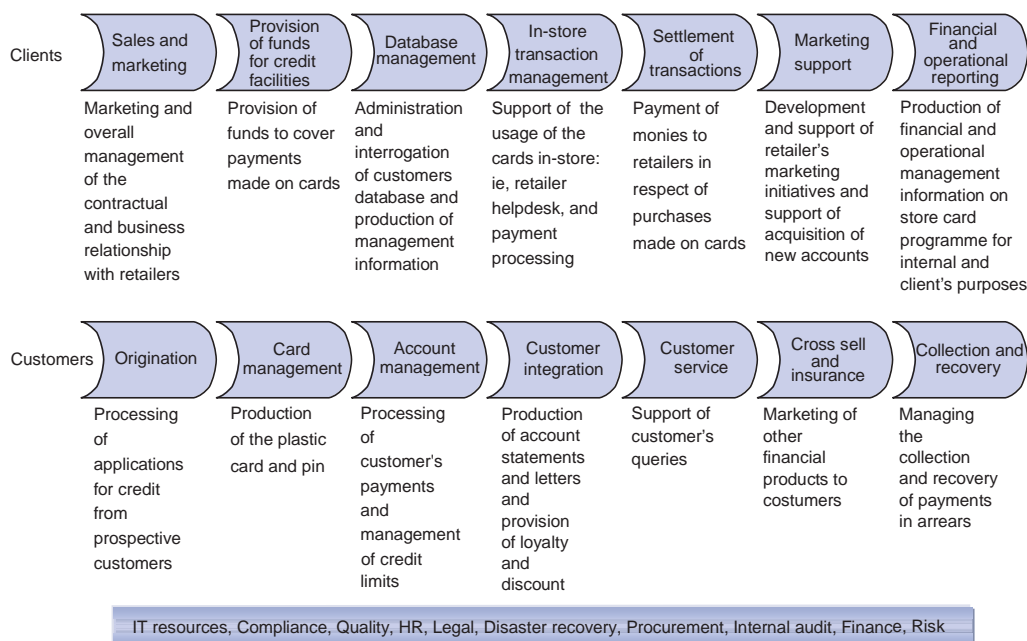 Clients
Sales and
marketing
Provision
of funds
for credit
facilities
Database
management
In-store
transaction
management
Settlement
of
transactions
Marketing
support
Financial
and
operational
reporting
Marketing and
overall
management
of the
contractual
and business
relationship
with retailers
Provision of
funds to cover
payments
made on cards
Administration
and
interrogation
of customers
database and
production of
management
information
Support of the
usage of the
cards in-store:
ie, retailer
helpdesk, and
payment
processing
Payment of
monies to
retailers in
respect of
purchases
made on cards
Development
and support of
retailer's
marketing
initiatives and
support of
acquisition of
new accounts
Production of
financial and
operational
management
information on
store card
programme for
internal and
client's purposes
Customers
Origination
Card
management
Account
management
Customer
integration
Customer
service
Cross sell
and
insurance
Collection and
recovery
Processing
of
applications
for credit
from
prospective
customers
Production
of the plastic
card and pin
Processing
of
customer's
payments
and
management
of credit
limits
Production
of account
statements
and letters
and
provision
of loyalty
and
discount
Support of
customer's
queries
Marketing of
other
financial
products to
costumers
Managing
the
collection
and recovery
of payments
in arrears
IT resources, Compliance, Quality, HR, Legal, Disaster recovery, Procurement, Internal audit, Finance, Risk